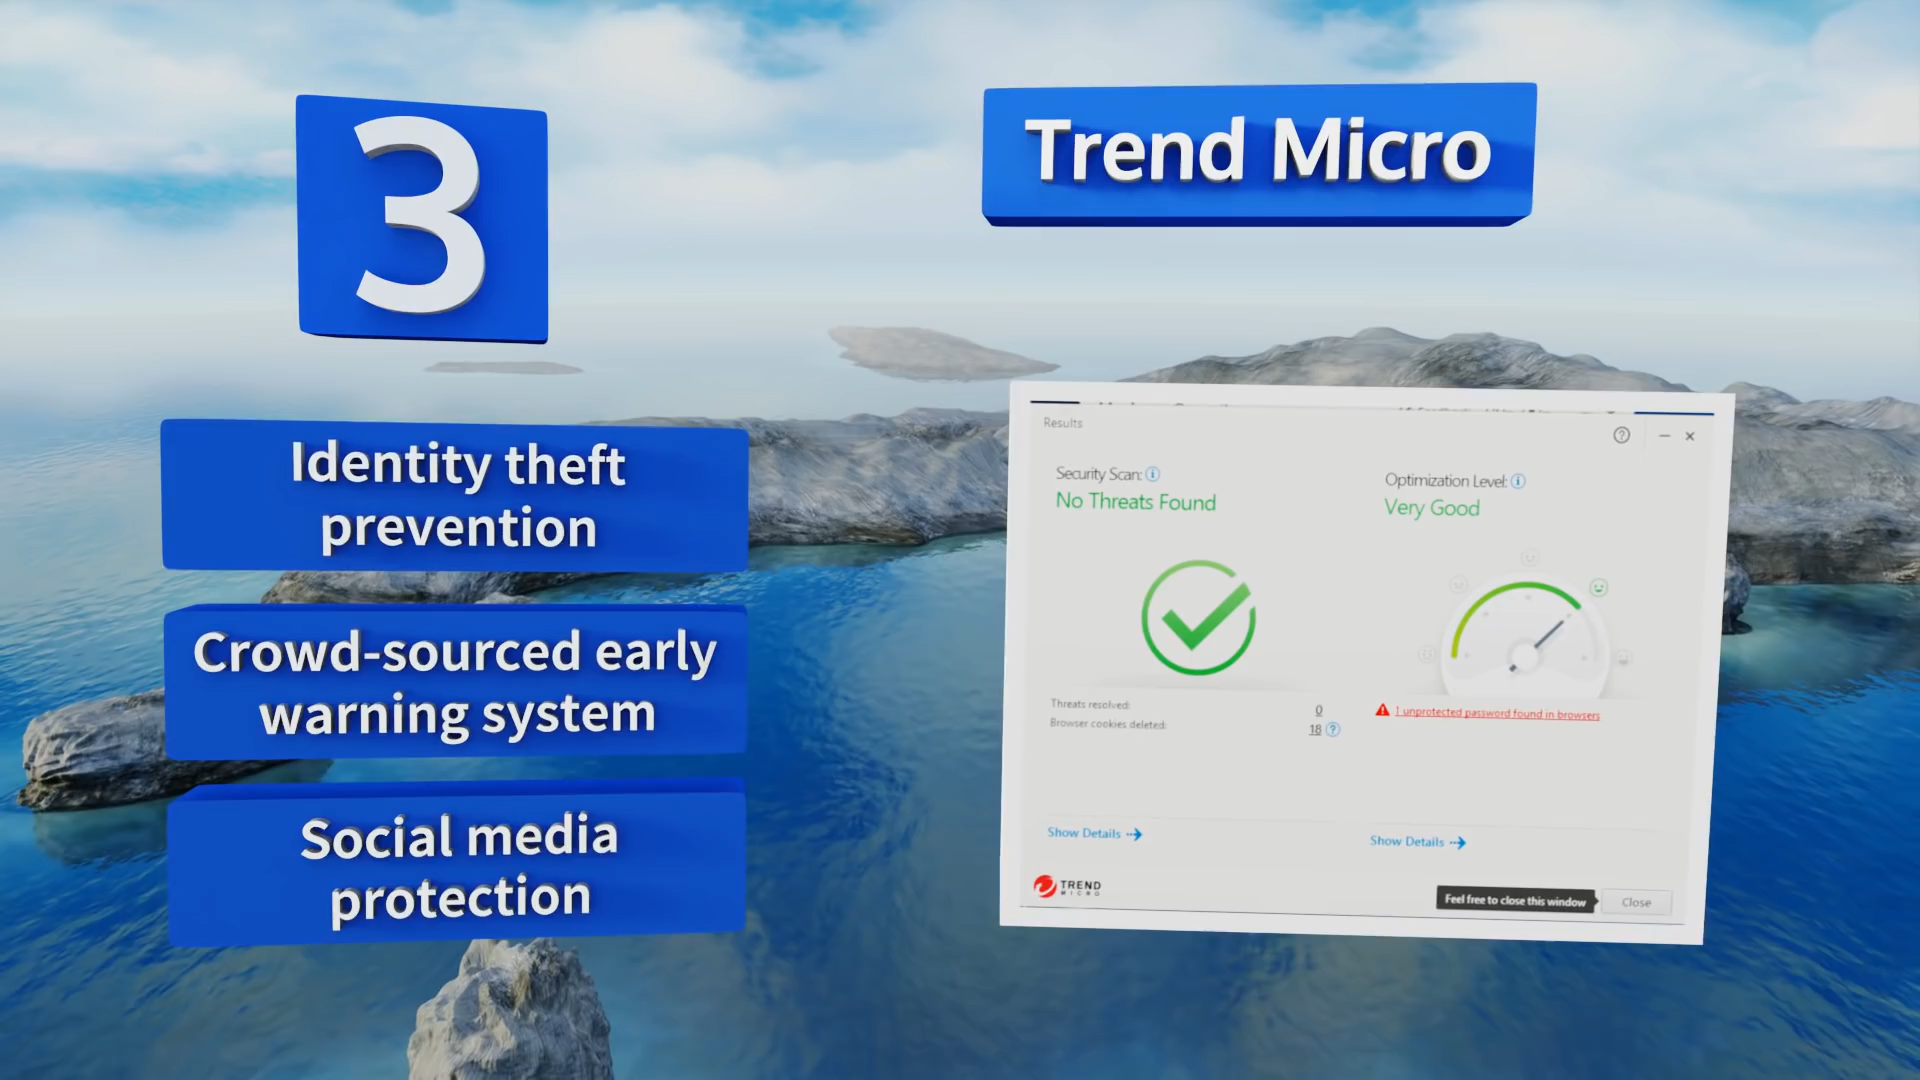 3
Trend Micro
Identity theft
prevention
Crowd-sourced early
warning system
Social media
protection
Results
Security Scan:
No Threats Found
Optimization Level:
Very Good
Threats resolved: 0
Browser cookies deleted: 18
1 unprotected password found in browsers
Show Details
Show Details
TREND
MICRO
Feel free to close this window
Close